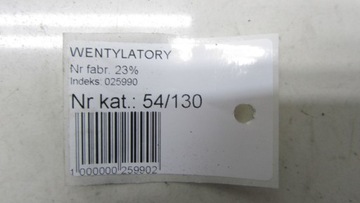 WENTYLATORY
Nr fabr. 23%
Indeks: 025990
Nr kat.: 54/130
1 000000 259902